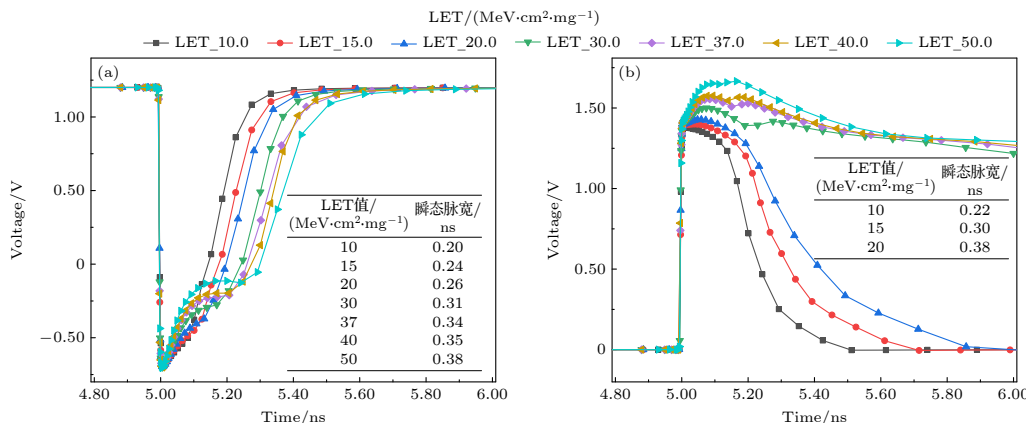 LET/(MeV·cm²·mg⁻¹)
LET_10.0 LET_15.0 LET_20.0 LET_30.0 LET_37.0 LET_40.0 LET_50.0
(a)
1.00
0.50
0
−0.50
Voltage/V
LET值/(MeV·cm²·mg⁻¹) 瞬态脉宽/ns
10 0.20
15 0.24
20 0.26
30 0.31
37 0.34
40 0.35
50 0.38
4.80 5.00 5.20 5.40 5.60 5.80 6.00
Time/ns
(b)
1.50
1.00
0.50
0
Voltage/V
LET值/(MeV·cm²·mg⁻¹) 瞬态脉宽/ns
10 0.22
15 0.30
20 0.38
4.80 5.00 5.20 5.40 5.60 5.80 6.00
Time/ns